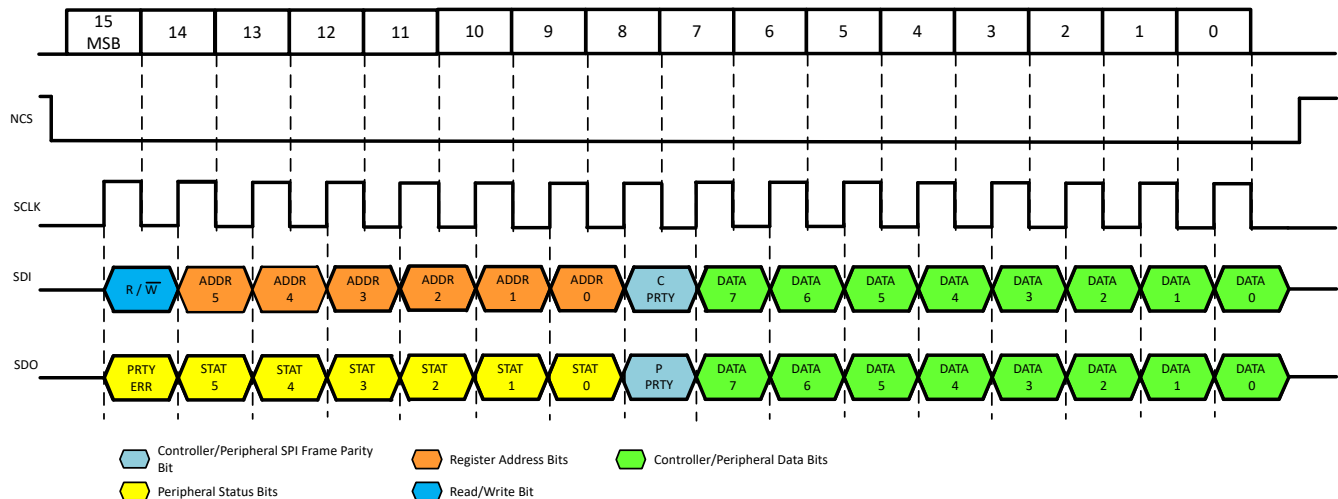 15
MSB
14
13
12
11
10
9
8
7
6
5
4
3
2
1
0
NCS
SCLK
SDI
R / W̅
ADDR
5
ADDR
4
ADDR
3
ADDR
2
ADDR
1
ADDR
0
C
PRTY
DATA
7
DATA
6
DATA
5
DATA
4
DATA
3
DATA
2
DATA
1
DATA
0
SDO
PRTY
ERR
STAT
5
STAT
4
STAT
3
STAT
2
STAT
1
STAT
0
P
PRTY
DATA
7
DATA
6
DATA
5
DATA
4
DATA
3
DATA
2
DATA
1
DATA
0
Controller/Peripheral SPI Frame Parity
Bit
Register Address Bits
Controller/Peripheral Data Bits
Peripheral Status Bits
Read/Write Bit